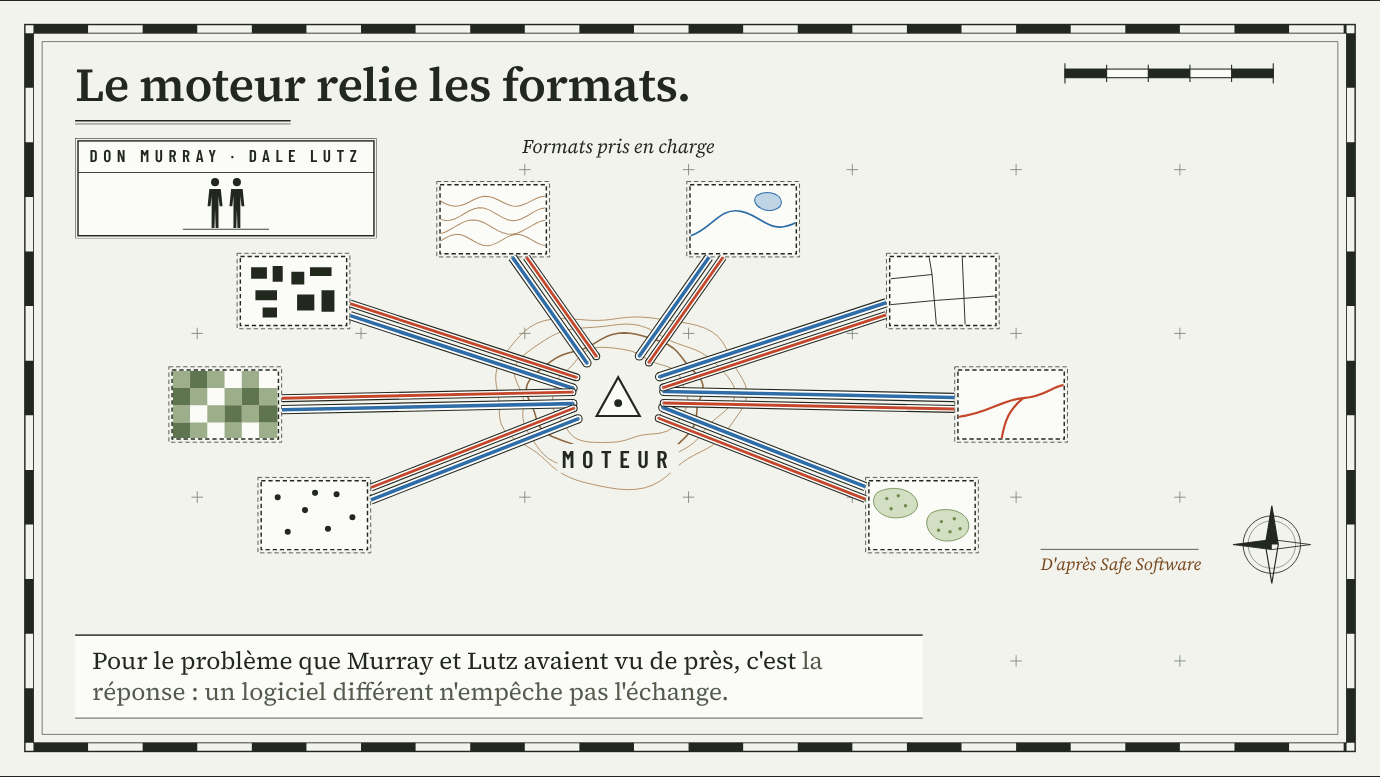 Le moteur relie les formats.
DON MURRAY · DALE LUTZ
Formats pris en charge
MOTEUR
D'après Safe Software
Pour le problème que Murray et Lutz avaient vu de près, c'est la
réponse : un logiciel différent n'empêche pas l'échange.